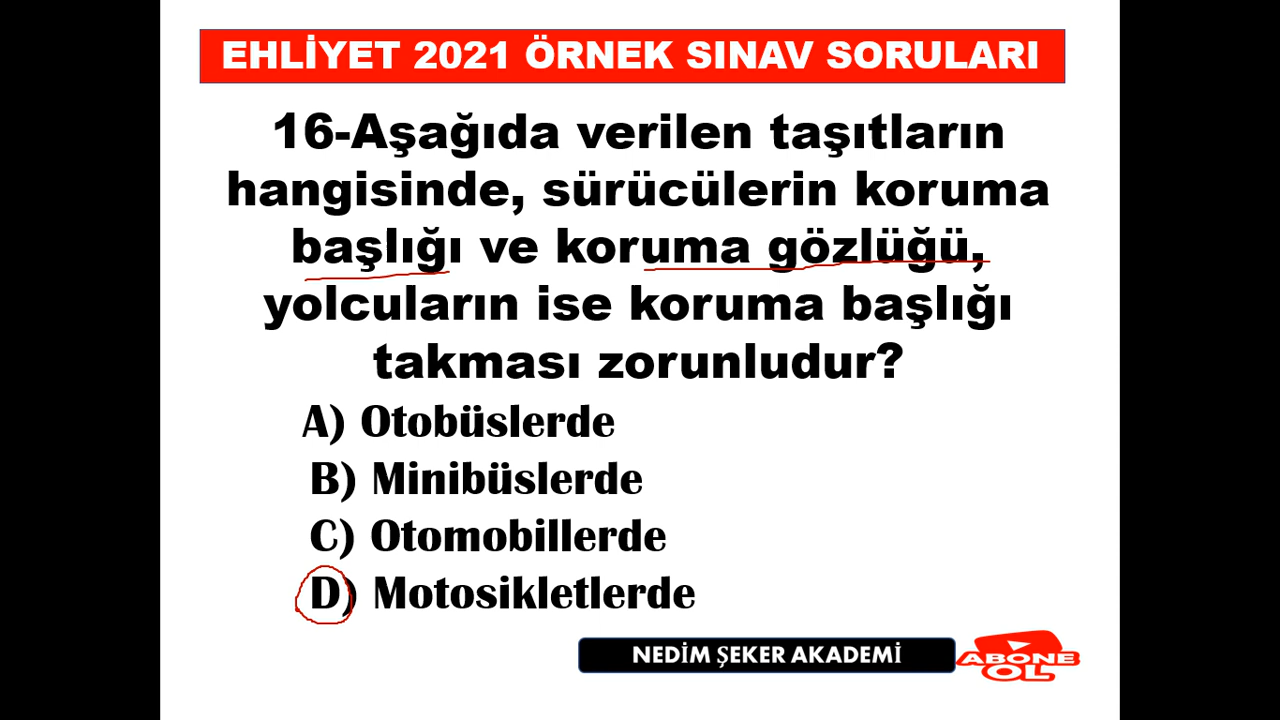 EHLİYET 2021 ÖRNEK SINAV SORULARI
16-Aşağıda verilen taşıtların
hangisinde, sürücülerin koruma
başlığı ve koruma gözlüğü,
yolcuların ise koruma başlığı
takması zorunludur?
A) Otobüslerde
B) Minibüslerde
C) Otomobillerde
D) Motosikletlerde
NEDİM ŞEKER AKADEMİ
ABONE
OL